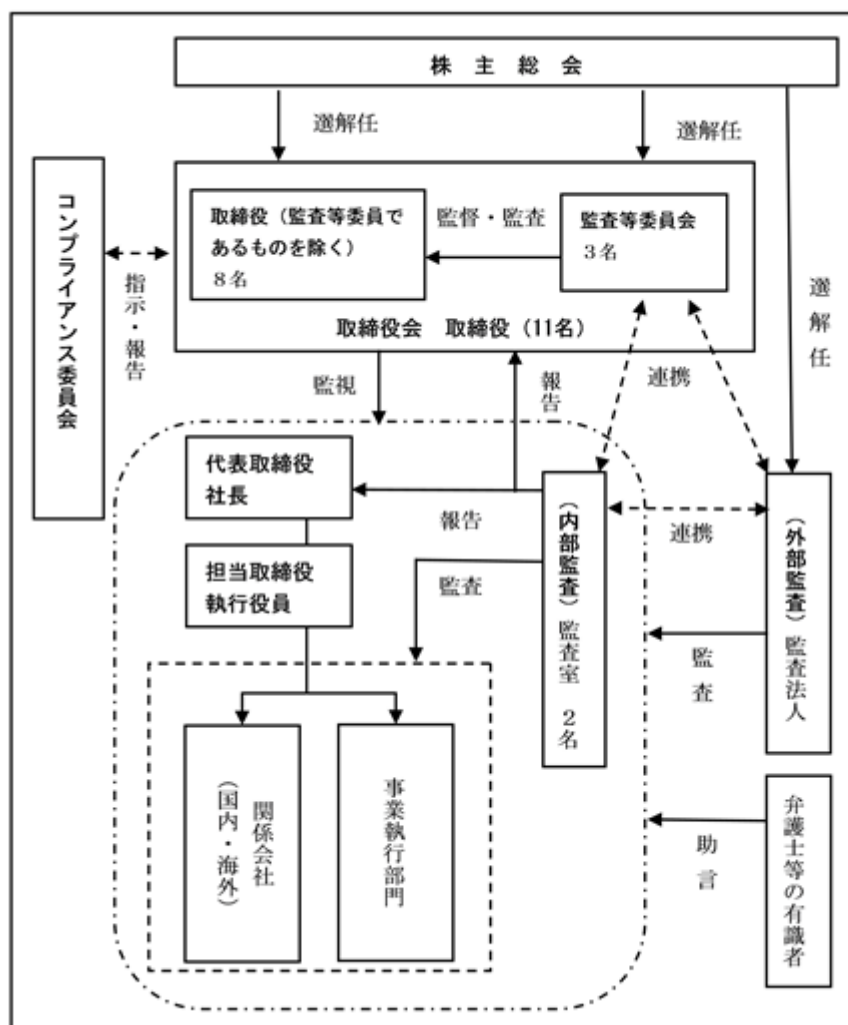 株主総会
選解任
選解任
選解任
コンプライアンス委員会
指示・報告
取締役（監査等委員で
あるものを除く）
８名
監督・監査
監査等委員会
３名
取締役会　取締役（11名）
監視
報告
連携
代表取締役
社長
報告
担当取締役
執行役員
監査
（内部監査）監査室　２名
連携
（外部監査）監査法人
監査
関係会社
（国内・海外）
事業執行部門
助言
弁護士等の有識者